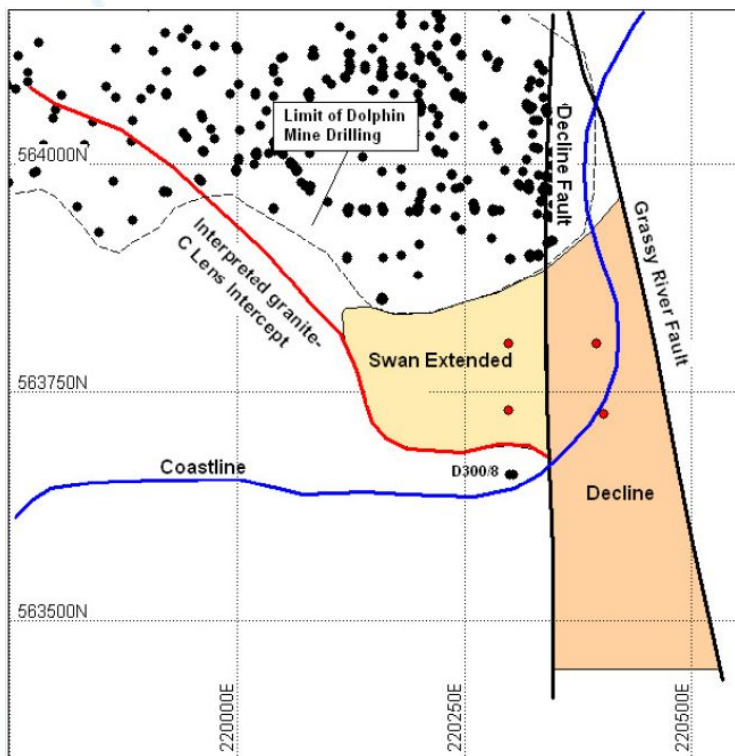 Limit of Dolphin
Mine Drilling
Decline Fault
564000N
Grassy River Fault
Interpreted granite-
C Lens Intercept
Swan Extended
563750N
Coastline
D300/8
Decline
563500N
220000E
220250E
220500E